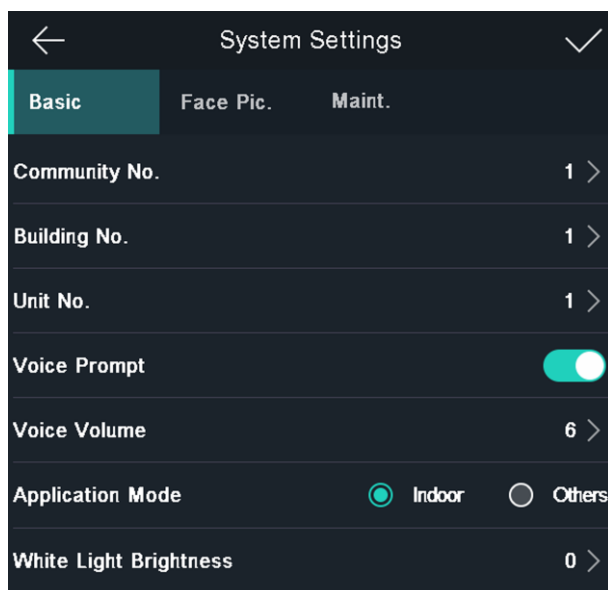 System Settings
Basic Face Pic. Maint.
Community No. 1
Building No. 1
Unit No. 1
Voice Prompt
Voice Volume 6
Application Mode Indoor Others
White Light Brightness 0